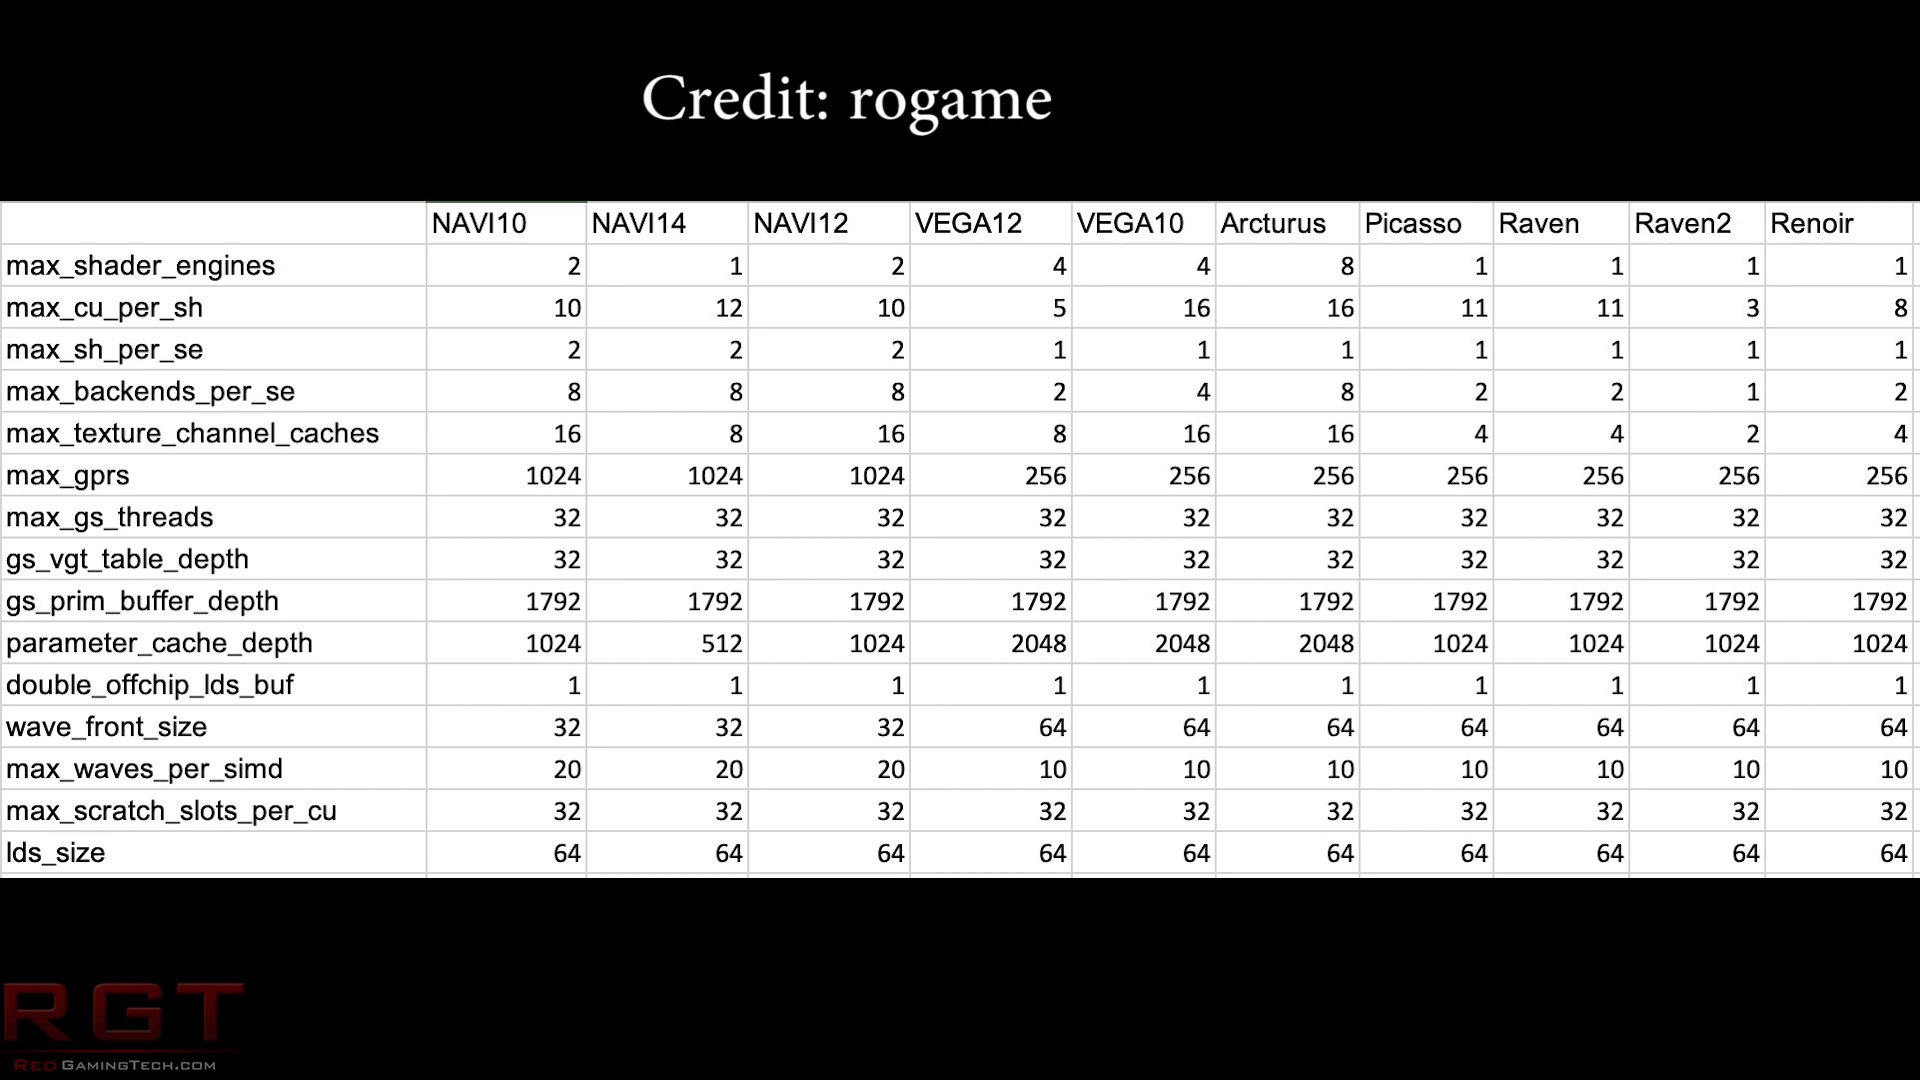 Credit: rogame
NAVI10 NAVI14 NAVI12 VEGA12 VEGA10 Arcturus Picasso Raven Raven2 Renoir
max_shader_engines 2 1 2 4 4 8 1 1 1 1
max_cu_per_sh 10 12 10 5 16 16 11 11 3 8
max_sh_per_se 2 2 2 1 1 1 1 1 1 1
max_backends_per_se 8 8 8 2 4 8 2 2 1 2
max_texture_channel_caches 16 8 16 8 16 16 4 4 2 4
max_gprs 1024 1024 1024 256 256 256 256 256 256 256
max_gs_threads 32 32 32 32 32 32 32 32 32 32
gs_vgt_table_depth 32 32 32 32 32 32 32 32 32 32
gs_prim_buffer_depth 1792 1792 1792 1792 1792 1792 1792 1792 1792 1792
parameter_cache_depth 1024 512 1024 2048 2048 2048 1024 1024 1024 1024
double_offchip_lds_buf 1 1 1 1 1 1 1 1 1 1
wave_front_size 32 32 32 64 64 64 64 64 64 64
max_waves_per_simd 20 20 20 10 10 10 10 10 10 10
max_scratch_slots_per_cu 32 32 32 32 32 32 32 32 32 32
lds_size 64 64 64 64 64 64 64 64 64 64
RGT
RedGamingTech.com